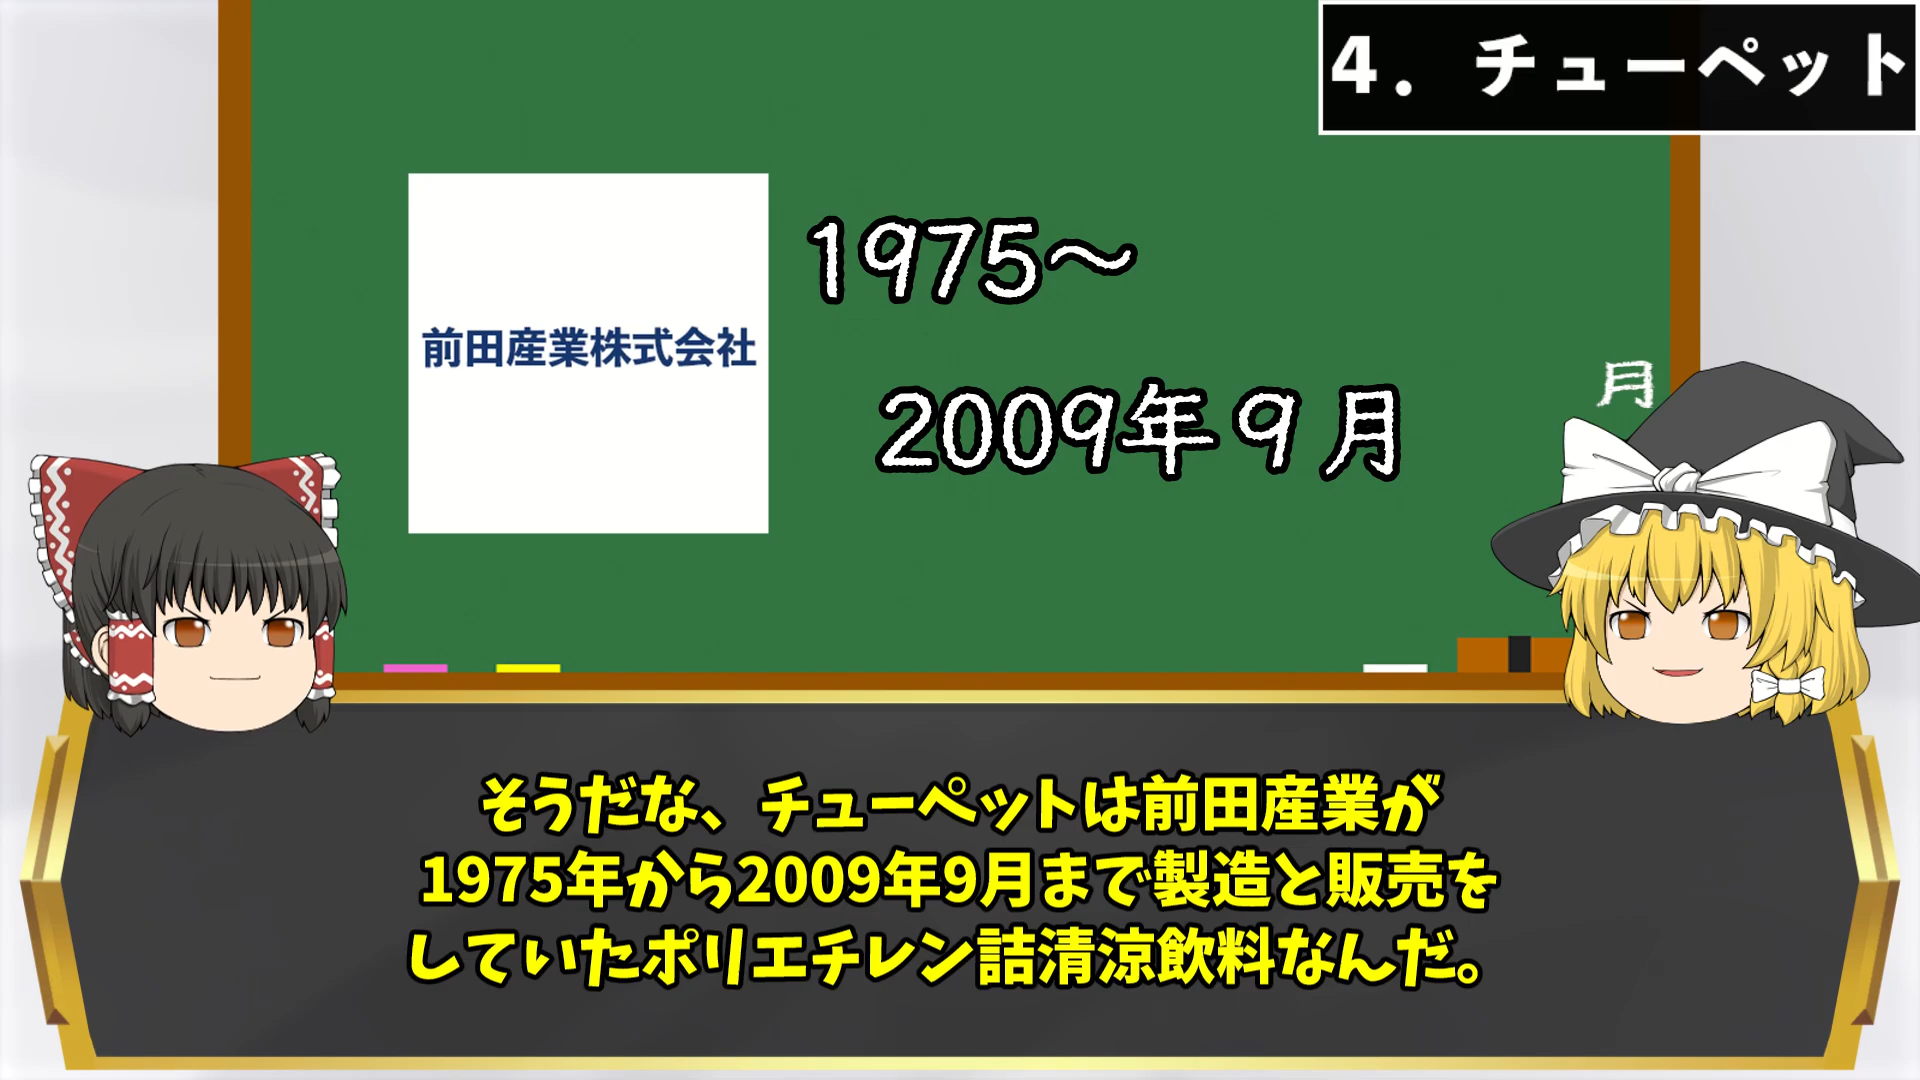 4．チューペット
1975～
前田産業株式会社
2009年９月
月
そうだな、チューペットは前田産業が
1975年から2009年9月まで製造と販売を
していたポリエチレン詰清涼飲料なんだ。